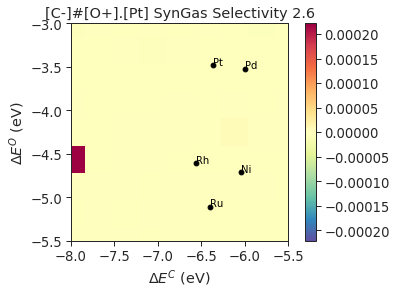 [C-]#[O+].[Pt] SynGas Selectivity 2.6
−3.0
−3.5
−4.0
−4.5
−5.0
−5.5
ΔE^O (eV)
Pt
Pd
Rh
Ni
Ru
−8.0 −7.5 −7.0 −6.5 −6.0 −5.5
ΔE^C (eV)
0.00020
0.00015
0.00010
0.00005
0.00000
−0.00005
−0.00010
−0.00015
−0.00020